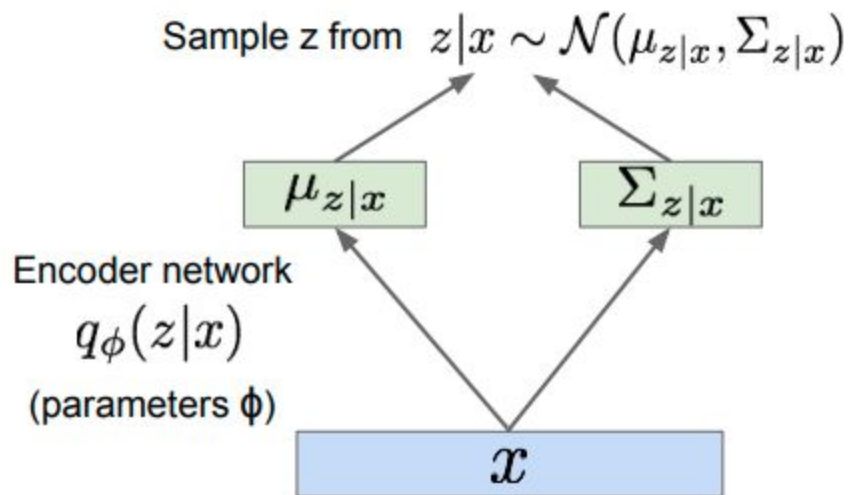 Sample z from z|x ∼ 𝒩(μ_{z|x}, Σ_{z|x})
μ_{z|x}
Σ_{z|x}
Encoder network
q_ϕ(z|x)
(parameters ϕ)
x